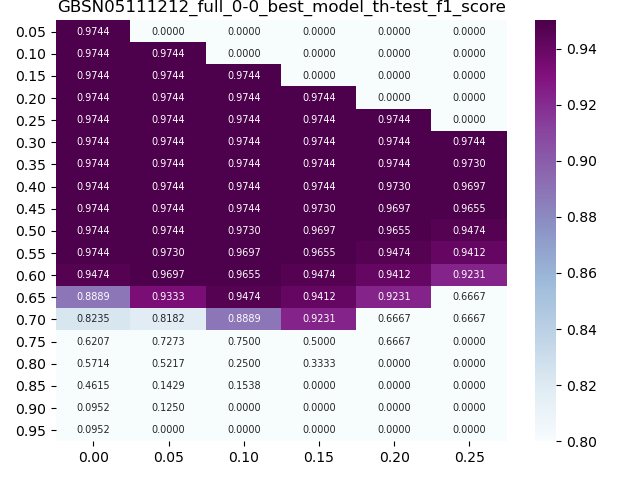 GBSN05111212_full_0-0_best_model_th-test_f1_score
0.05 0.9744 0.0000 0.0000 0.0000 0.0000 0.0000
0.10 0.9744 0.9744 0.0000 0.0000 0.0000 0.0000
0.15 0.9744 0.9744 0.9744 0.0000 0.0000 0.0000
0.20 0.9744 0.9744 0.9744 0.9744 0.0000 0.0000
0.25 0.9744 0.9744 0.9744 0.9744 0.9744 0.0000
0.30 0.9744 0.9744 0.9744 0.9744 0.9744 0.9744
0.35 0.9744 0.9744 0.9744 0.9744 0.9744 0.9730
0.40 0.9744 0.9744 0.9744 0.9744 0.9730 0.9697
0.45 0.9744 0.9744 0.9744 0.9730 0.9697 0.9655
0.50 0.9744 0.9744 0.9730 0.9697 0.9655 0.9474
0.55 0.9744 0.9730 0.9697 0.9655 0.9474 0.9412
0.60 0.9474 0.9697 0.9655 0.9474 0.9412 0.9231
0.65 0.8889 0.9333 0.9474 0.9412 0.9231 0.6667
0.70 0.8235 0.8182 0.8889 0.9231 0.6667 0.6667
0.75 0.6207 0.7273 0.7500 0.5000 0.6667 0.0000
0.80 0.5714 0.5217 0.2500 0.3333 0.0000 0.0000
0.85 0.4615 0.1429 0.1538 0.0000 0.0000 0.0000
0.90 0.0952 0.1250 0.0000 0.0000 0.0000 0.0000
0.95 0.0952 0.0000 0.0000 0.0000 0.0000 0.0000
0.00 0.05 0.10 0.15 0.20 0.25
0.94
0.92
0.90
0.88
0.86
0.84
0.82
0.80